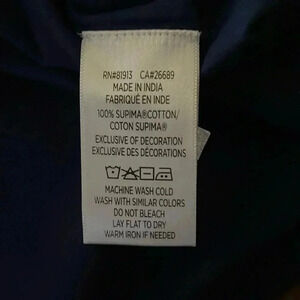 RN#81913 CA#26689
MADE IN INDIA
FABRIQUÉ EN INDE
100% SUPIMA®COTTON/
COTON SUPIMA®
EXCLUSIVE OF DECORATION
EXCLUSIVE DES DÉCORATIONS
MACHINE WASH COLD
WASH WITH SIMILAR COLORS
DO NOT BLEACH
LAY FLAT TO DRY
WARM IRON IF NEEDED